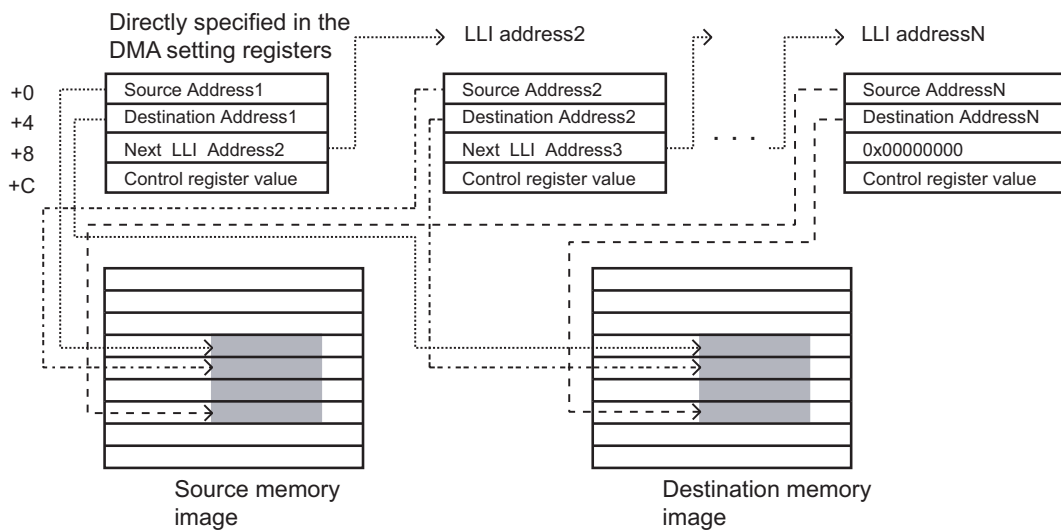 Directly specified in the
DMA setting registers
LLI address2
LLI addressN
+0
+4
+8
+C
Source Address1
Destination Address1
Next LLI Address2
Control register value
Source Address2
Destination Address2
Next LLI Address3
Control register value
. . .
Source AddressN
Destination AddressN
0x00000000
Control register value
Source memory
image
Destination memory
image